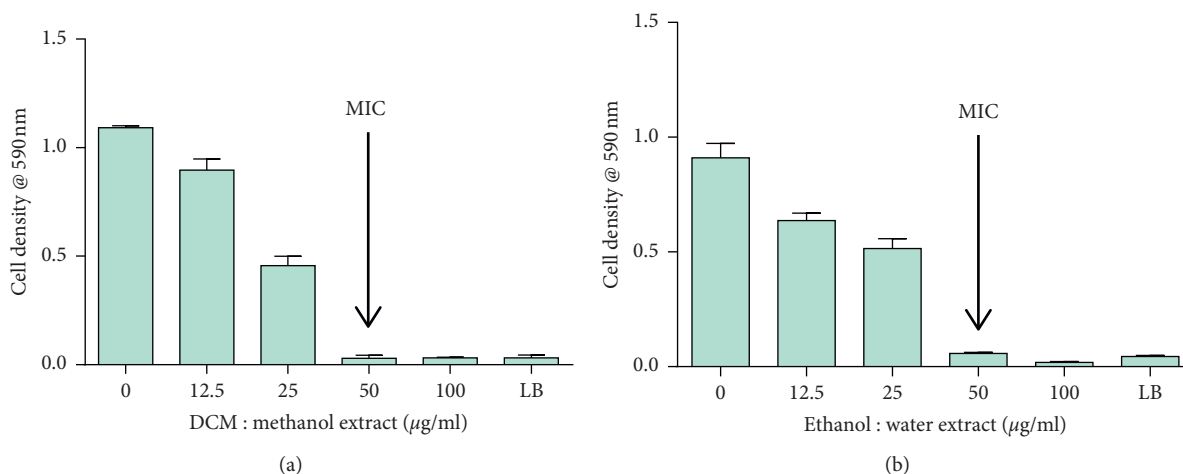 1.5
1.0
0.5
0.0
Cell density @ 590 nm
MIC
0 12.5 25 50 100 LB
DCM : methanol extract (µg/ml)
(a)
1.5
1.0
0.5
0.0
Cell density @ 590 nm
MIC
0 12.5 25 50 100 LB
Ethanol : water extract (µg/ml)
(b)